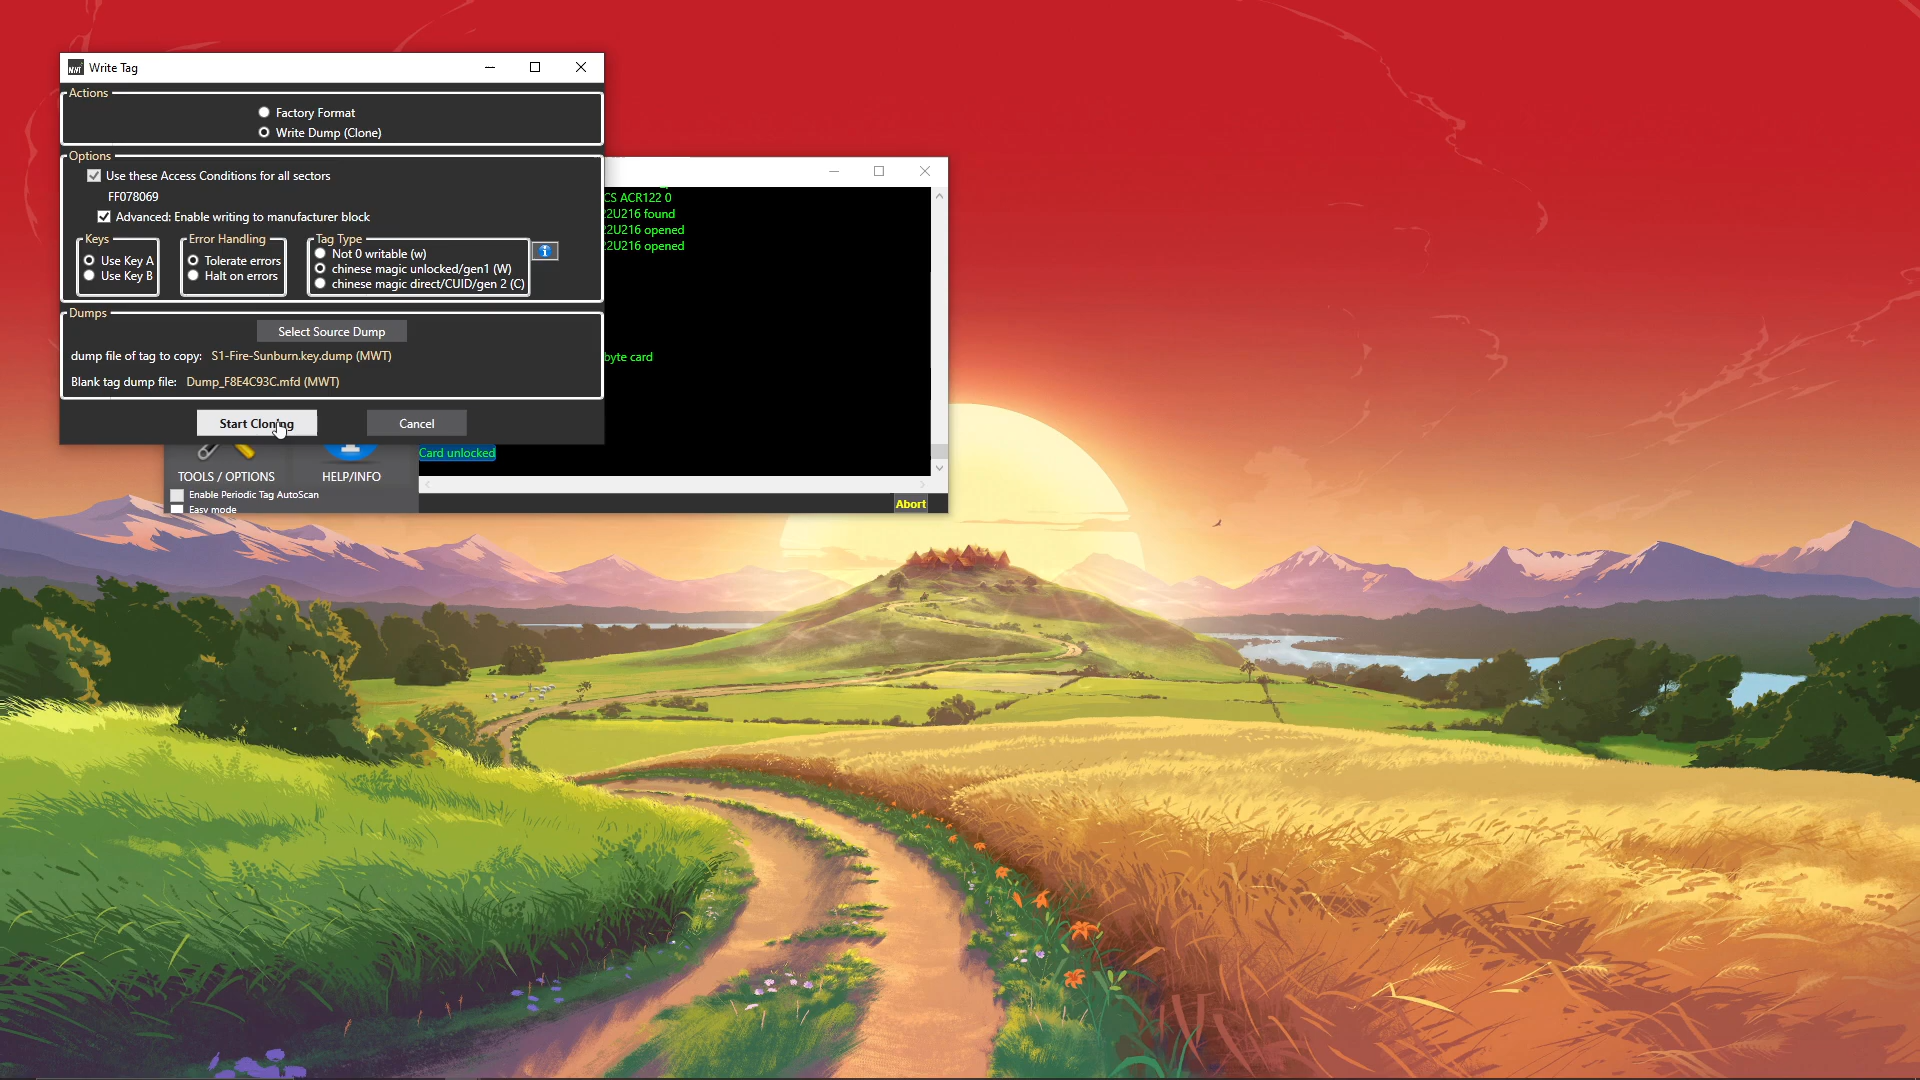 Write Tag
Actions
Factory Format
Write Dump (Clone)
Options
Use these Access Conditions for all sectors
FF078069
Advanced: Enable writing to manufacturer block
Keys
Use Key A
Use Key B
Error Handling
Tolerate errors
Halt on errors
Tag Type
Not 0 writable (w)
chinese magic unlocked/gen1 (W)
chinese magic direct/CUID/gen 2 (C)
Dumps
Select Source Dump
dump file of tag to copy: S1-Fire-Sunburn.key.dump (MWT)
Blank tag dump file: Dump_F8E4C93C.mfd (MWT)
Start Cloning
Cancel
CS ACR122 0
22U216 found
22U216 opened
22U216 opened
byte card
Card unlocked
TOOLS / OPTIONS
HELP/INFO
Enable Periodic Tag AutoScan
Easy mode
Abort